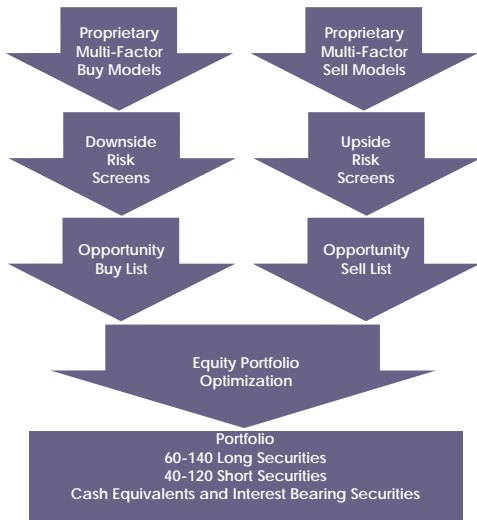 Proprietary
Multi-Factor
Buy Models
Proprietary
Multi-Factor
Sell Models
Downside
Risk
Screens
Upside
Risk
Screens
Opportunity
Buy List
Opportunity
Sell List
Equity Portfolio
Optimization
Portfolio
60-140 Long Securities
40-120 Short Securities
Cash Equivalents and Interest Bearing Securities